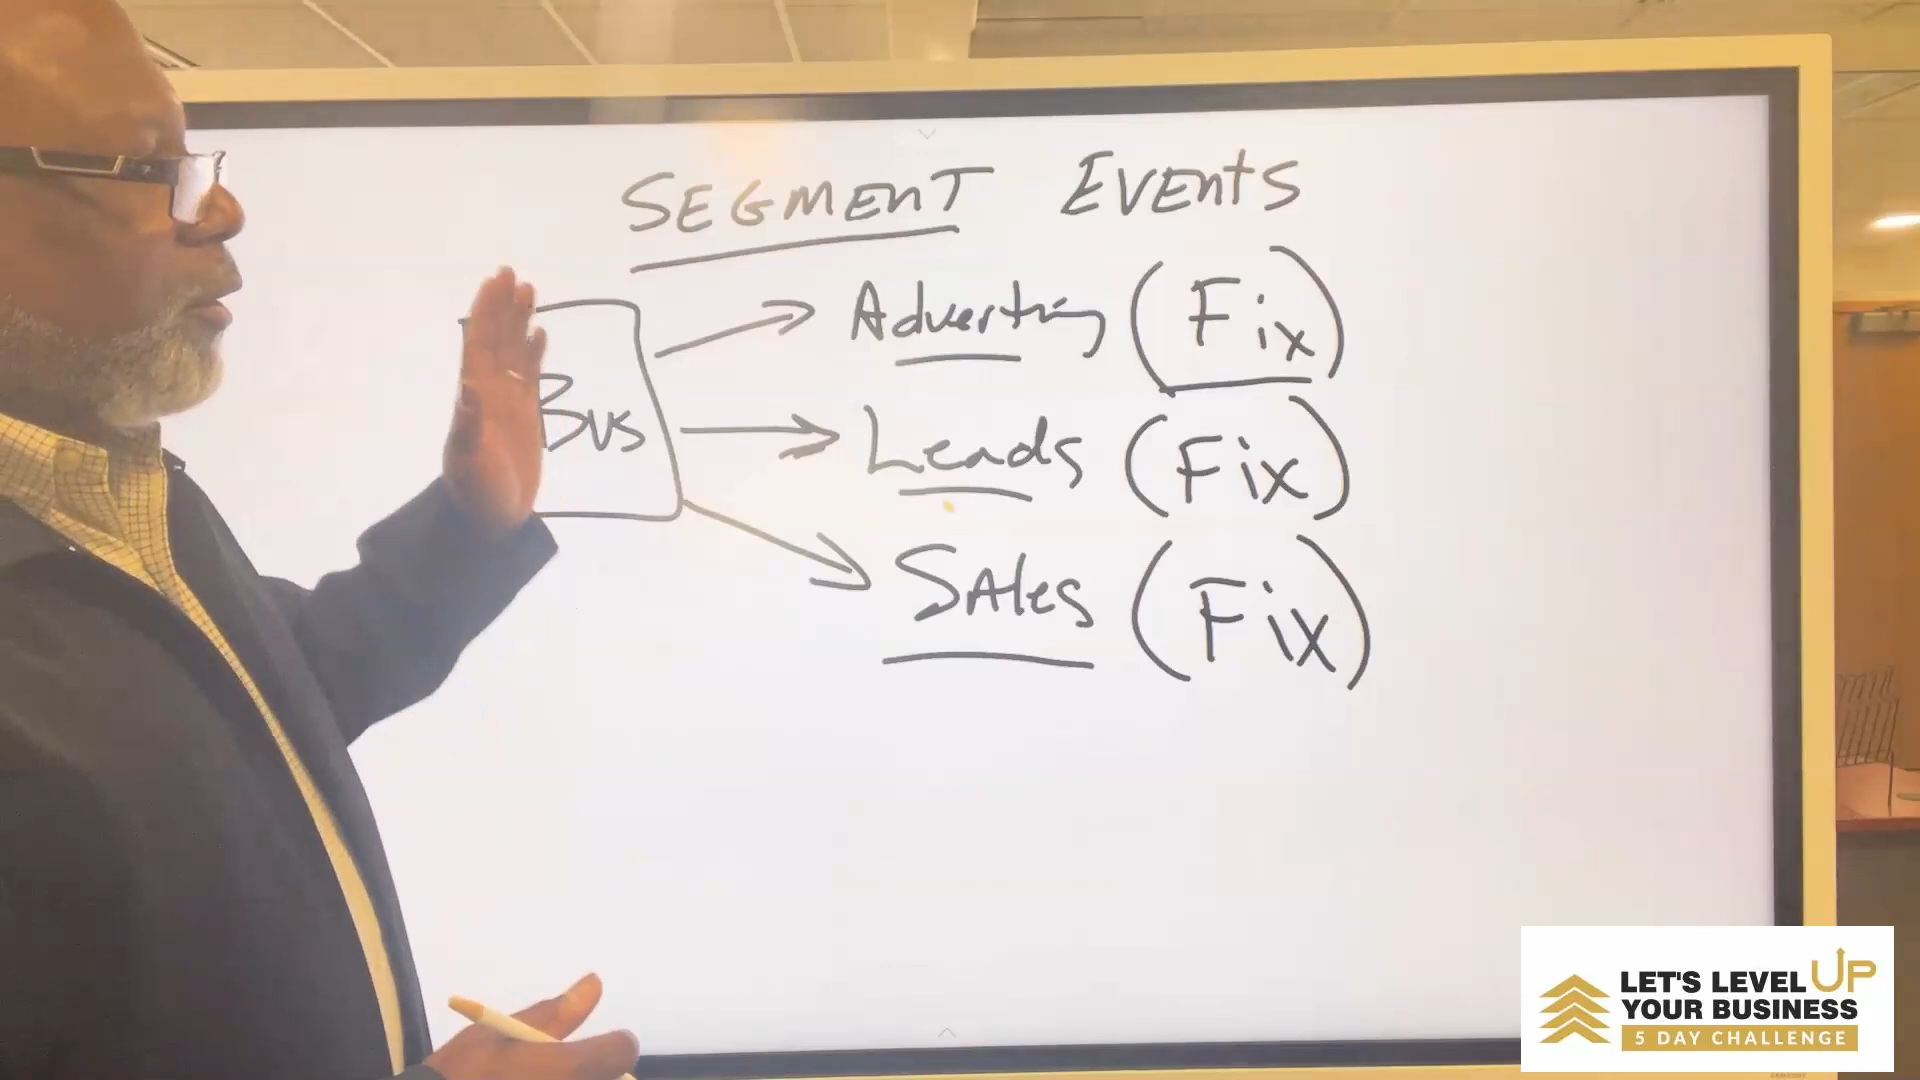 SEGMENT EVENTS
Advertising (Fix)
Bus
Leads (Fix)
SAles (Fix)
LET'S LEVEL UP
YOUR BUSINESS
5 DAY CHALLENGE